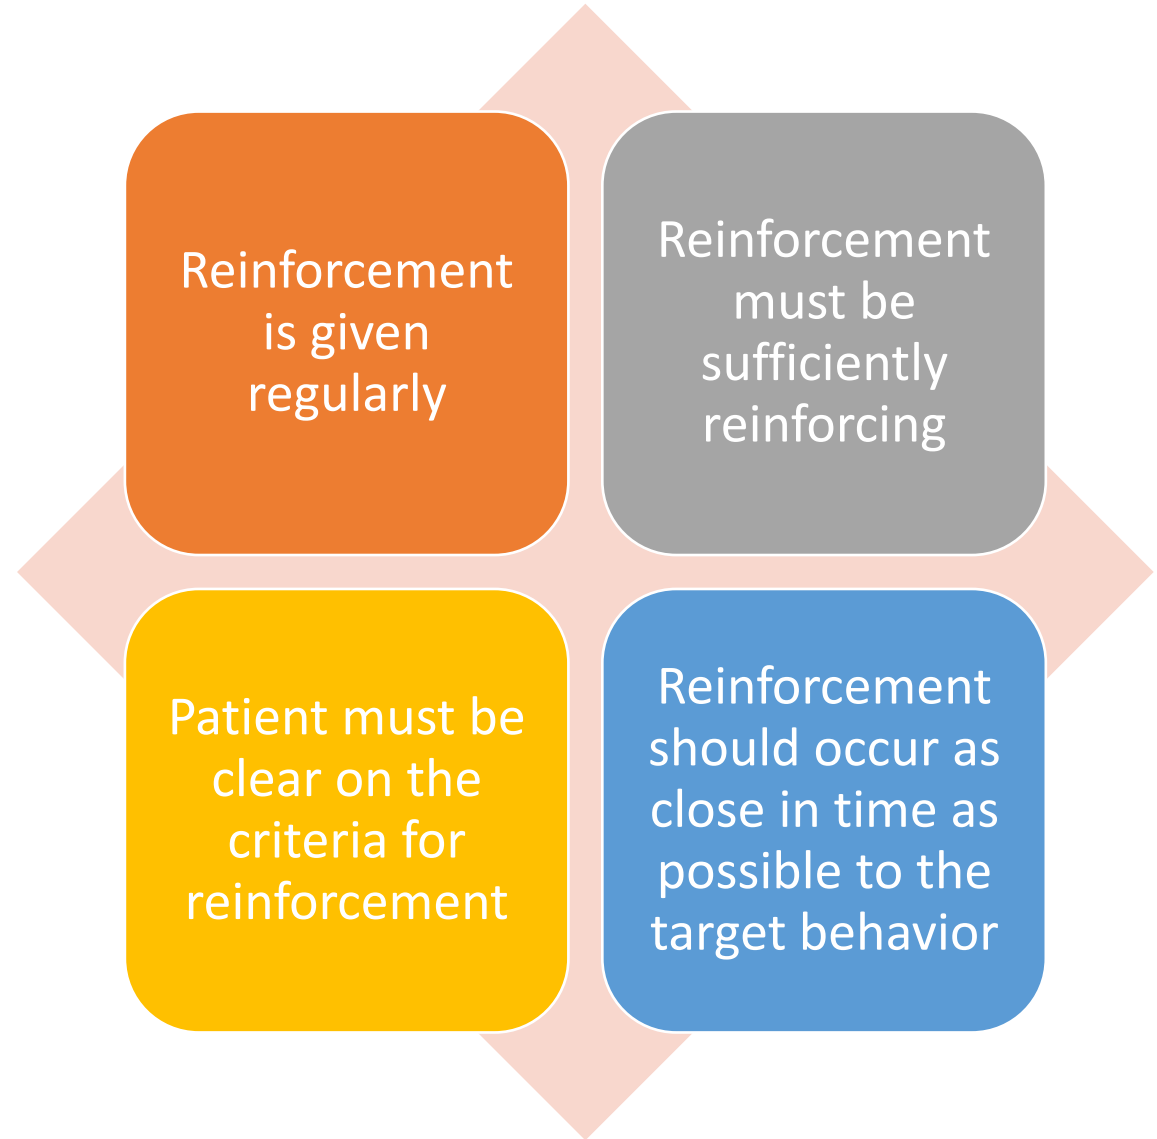 Reinforcement
is given
regularly
Reinforcement
must be
sufficiently
reinforcing
Patient must be
clear on the
criteria for
reinforcement
Reinforcement
should occur as
close in time as
possible to the
target behavior